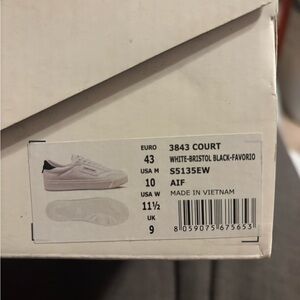 EURO 3843 COURT
43 WHITE-BRISTOL BLACK-FAVORIO
USA M S5135EW
10 AIF
USA W MADE IN VIETNAM
11½
UK
9
8 059075 675653